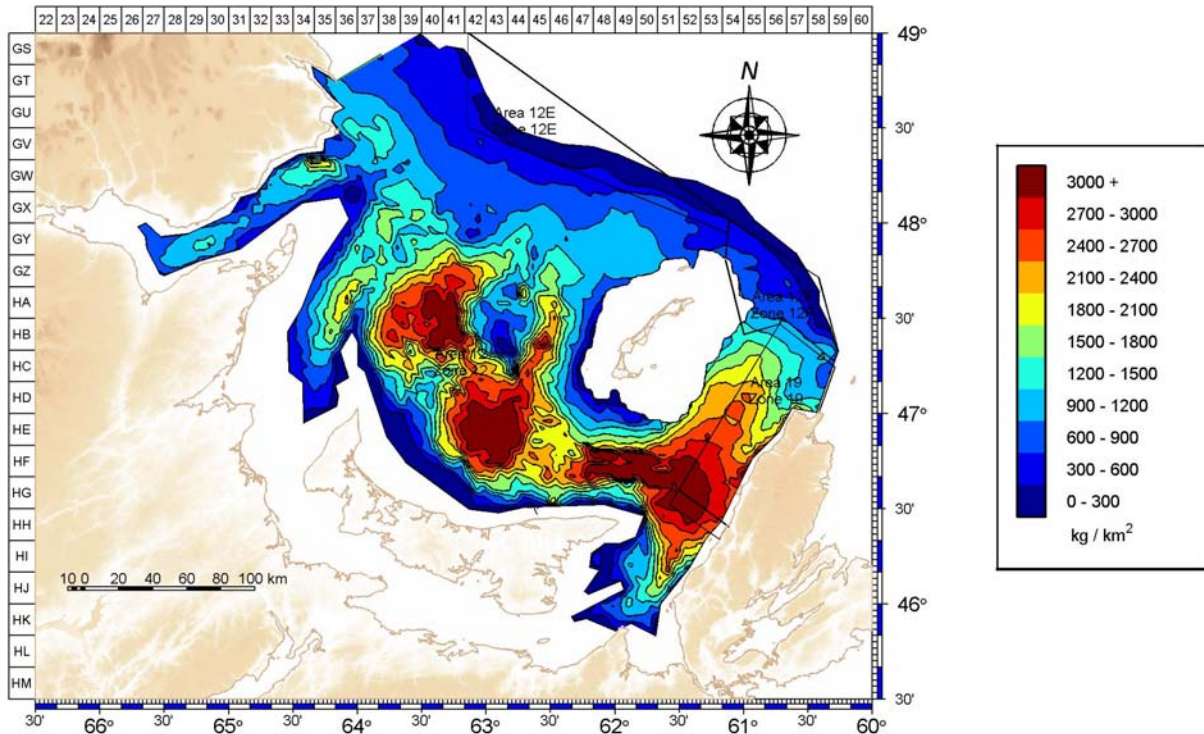 22 23 24 25 26 27 28 29 30 31 32 33 34 35 36 37 38 39 40 41 42 43 44 45 46 47 48 49 50 51 52 53 54 55 56 57 58 59 60
GS
GT
GU
GV
GW
GX
GY
GZ
HA
HB
HC
HD
HE
HF
HG
HH
HI
HJ
HK
HL
HM
49°
30'
48°
30'
47°
30'
46°
30'
N
Area 12E
Zone 12E
Area 12F
Zone 12F
Area 19
Zone 19
10 0 20 40 60 80 100 km
30' 66° 30' 65° 30' 64° 30' 63° 30' 62° 30' 61° 30' 60°
3000 +
2700 - 3000
2400 - 2700
2100 - 2400
1800 - 2100
1500 - 1800
1200 - 1500
900 - 1200
600 - 900
300 - 600
0 - 300
kg / km²